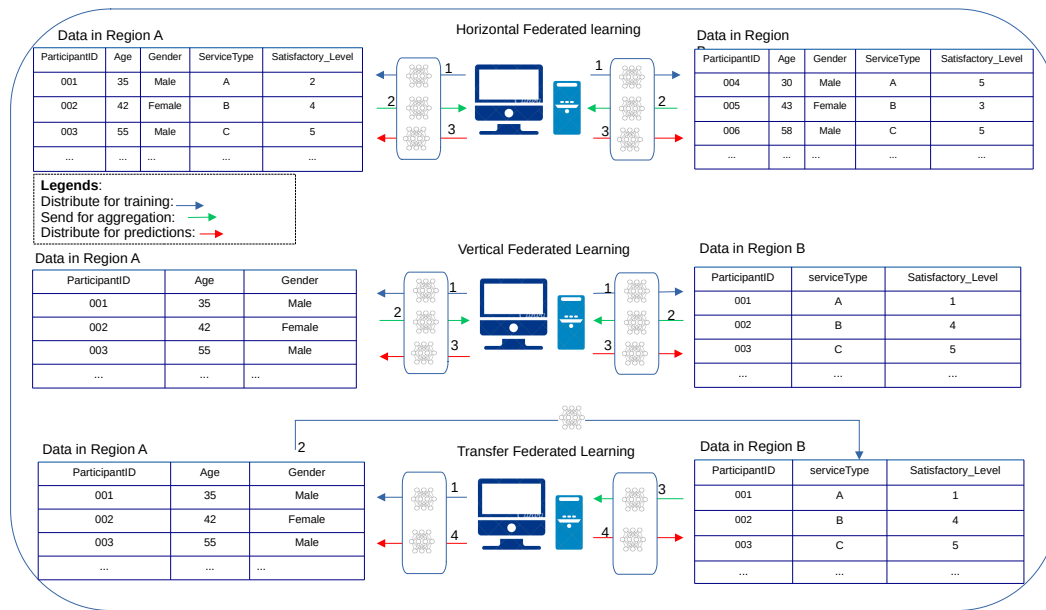 Horizontal Federated learning
Data in Region A
ParticipantID Age Gender ServiceType Satisfactory_Level
001 35 Male A 2
002 42 Female B 4
003 55 Male C 5
... ... ... ... ...
1
2
3
1
2
3
Data in Region
ParticipantID Age Gender ServiceType Satisfactory_Level
004 30 Male A 5
005 43 Female B 3
006 58 Male C 5
... ... ... ... ...
Legends:
Distribute for training:
Send for aggregation:
Distribute for predictions:
Vertical Federated Learning
Data in Region A
ParticipantID Age Gender
001 35 Male
002 42 Female
003 55 Male
... ... ...
1
2
3
1
2
3
Data in Region B
ParticipantID serviceType Satisfactory_Level
001 A 1
002 B 4
003 C 5
... ... ...
Transfer Federated Learning
Data in Region A
2
ParticipantID Age Gender
001 35 Male
002 42 Female
003 55 Male
... ... ...
1
4
3
4
Data in Region B
ParticipantID serviceType Satisfactory_Level
001 A 1
002 B 4
003 C 5
... ... ...